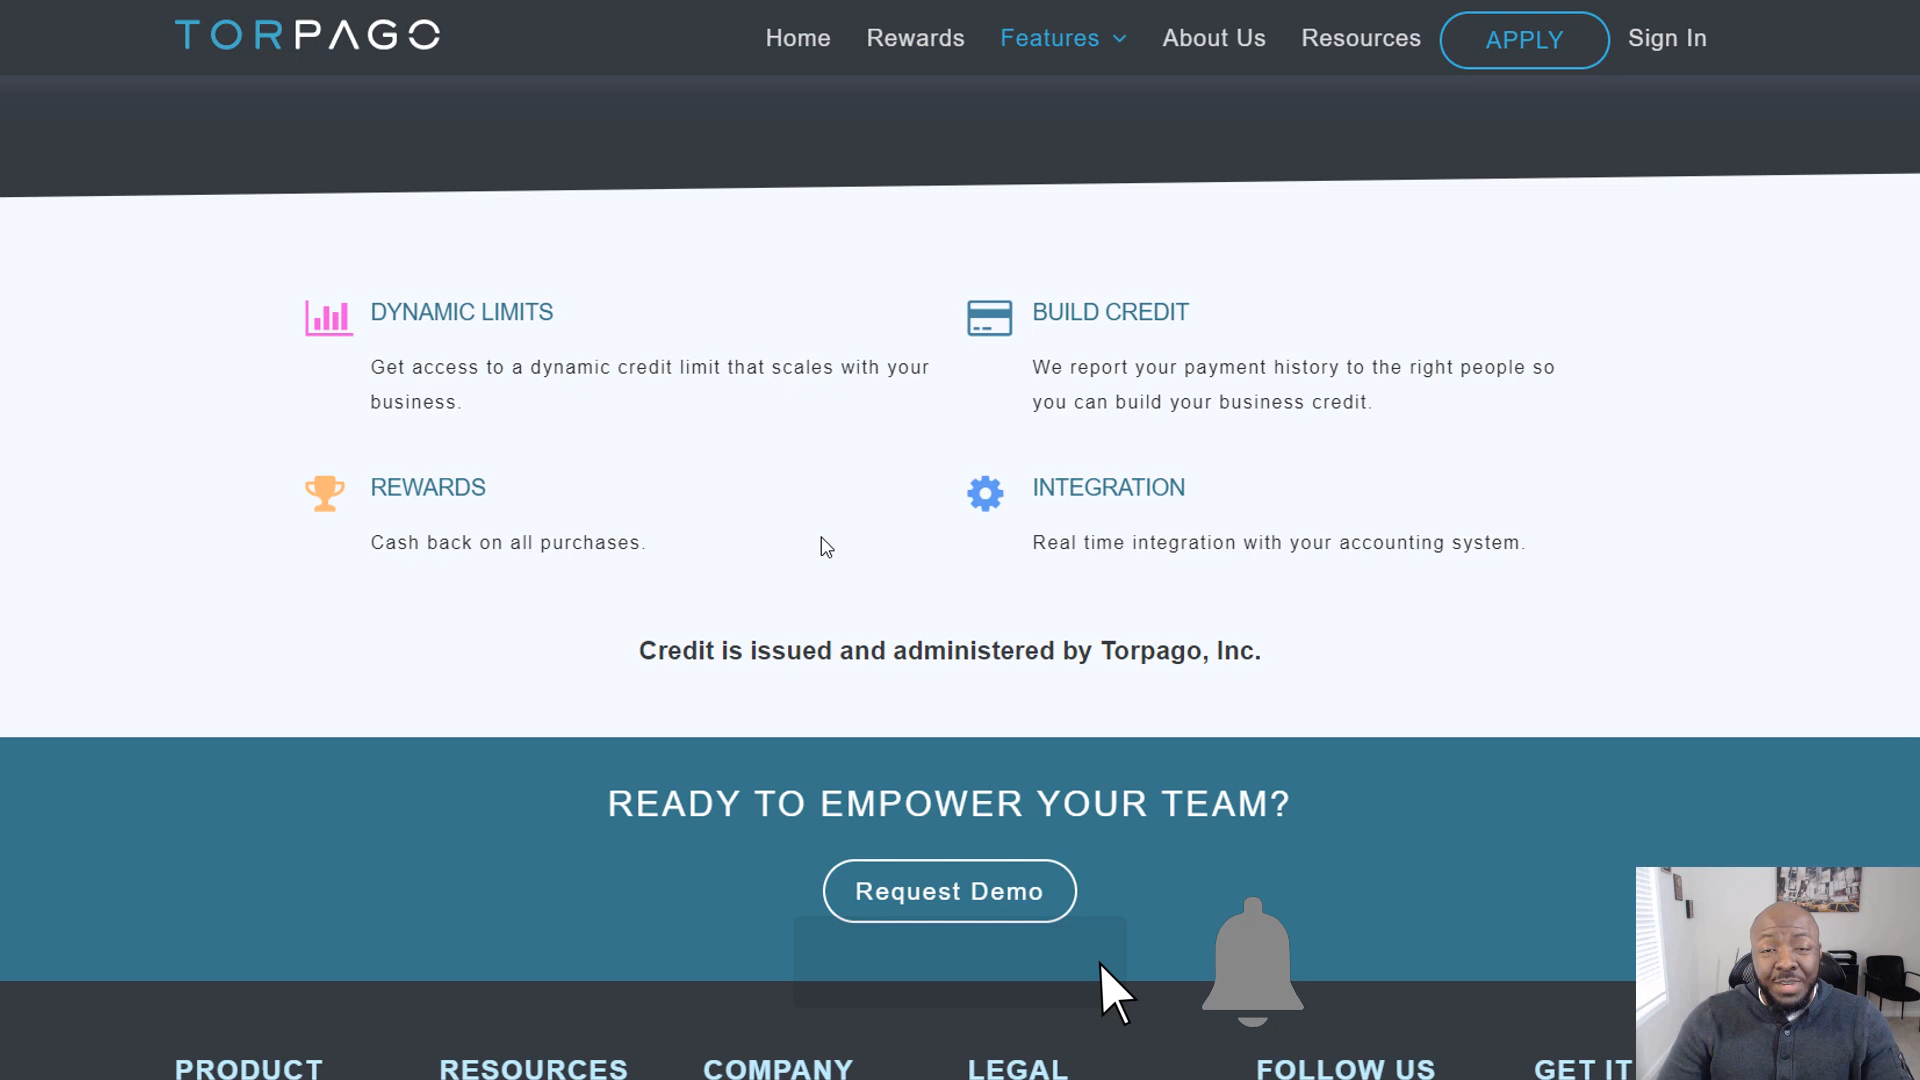 TORPAGO
Home Rewards Features About Us Resources APPLY Sign In
DYNAMIC LIMITS
Get access to a dynamic credit limit that scales with your
business.
BUILD CREDIT
We report your payment history to the right people so
you can build your business credit.
REWARDS
Cash back on all purchases.
INTEGRATION
Real time integration with your accounting system.
Credit is issued and administered by Torpago, Inc.
READY TO EMPOWER YOUR TEAM?
Request Demo
PRODUCT RESOURCES COMPANY LEGAL FOLLOW US GET IT